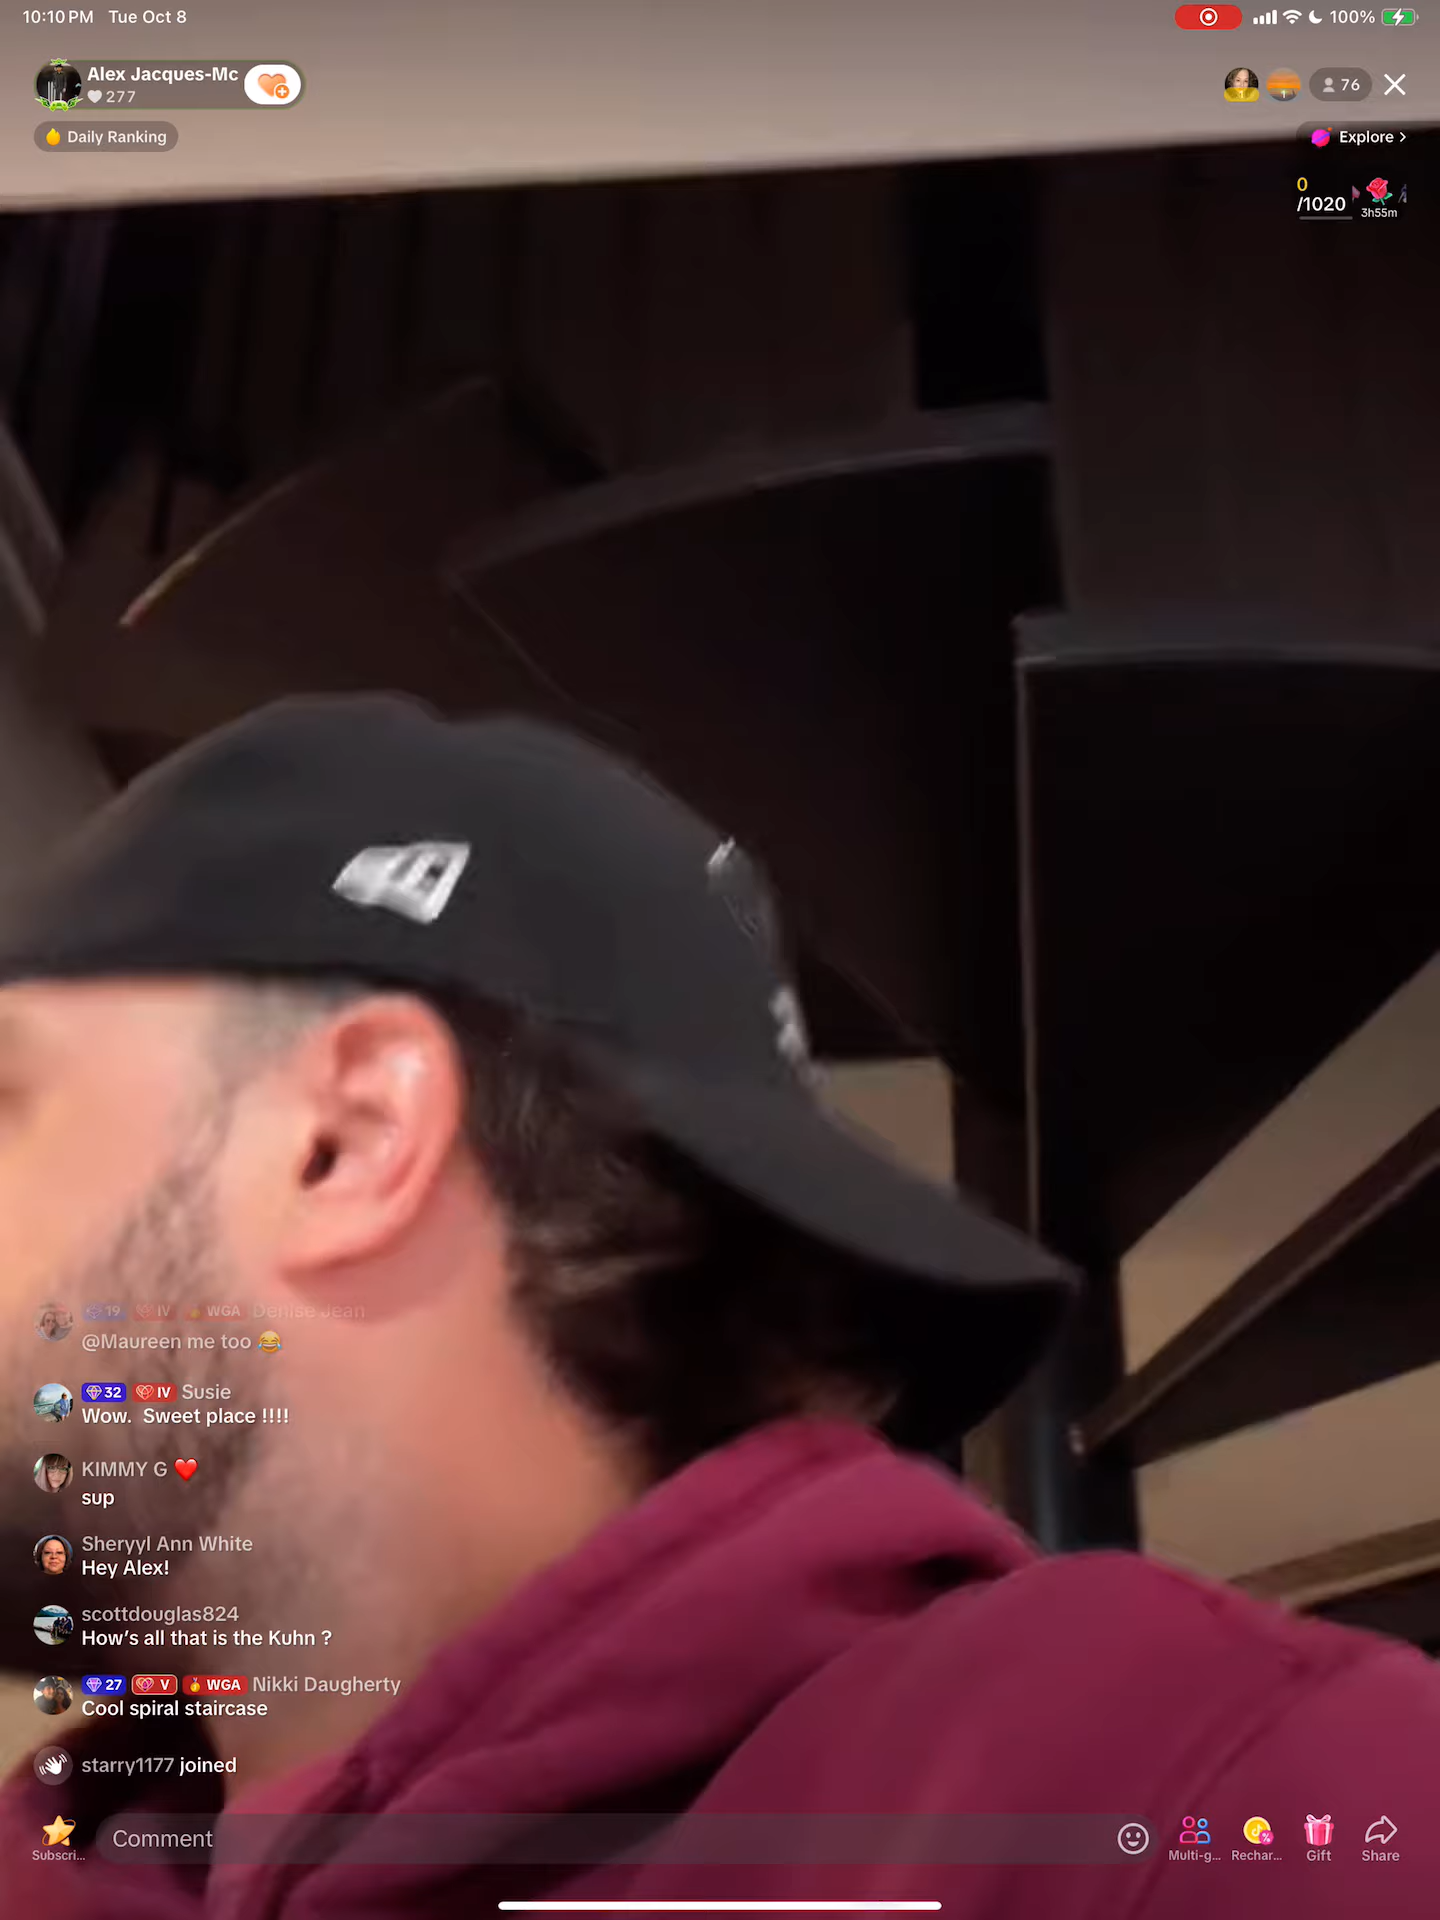 10:10 PM Tue Oct 8
100%
Alex Jacques-Mc
277
76
Daily Ranking
Explore >
0
/1020
3h55m
19 IV WGA Denise Jean
@Maureen me too 😂
32 IV Susie
Wow. Sweet place !!!!
KIMMY G ❤️
sup
Sheryyl Ann White
Hey Alex!
scottdouglas824
How's all that is the Kuhn ?
27 V WGA Nikki Daugherty
Cool spiral staircase
starry1177 joined
Comment
Subscri...
Multi-g...
Rechar...
Gift
Share